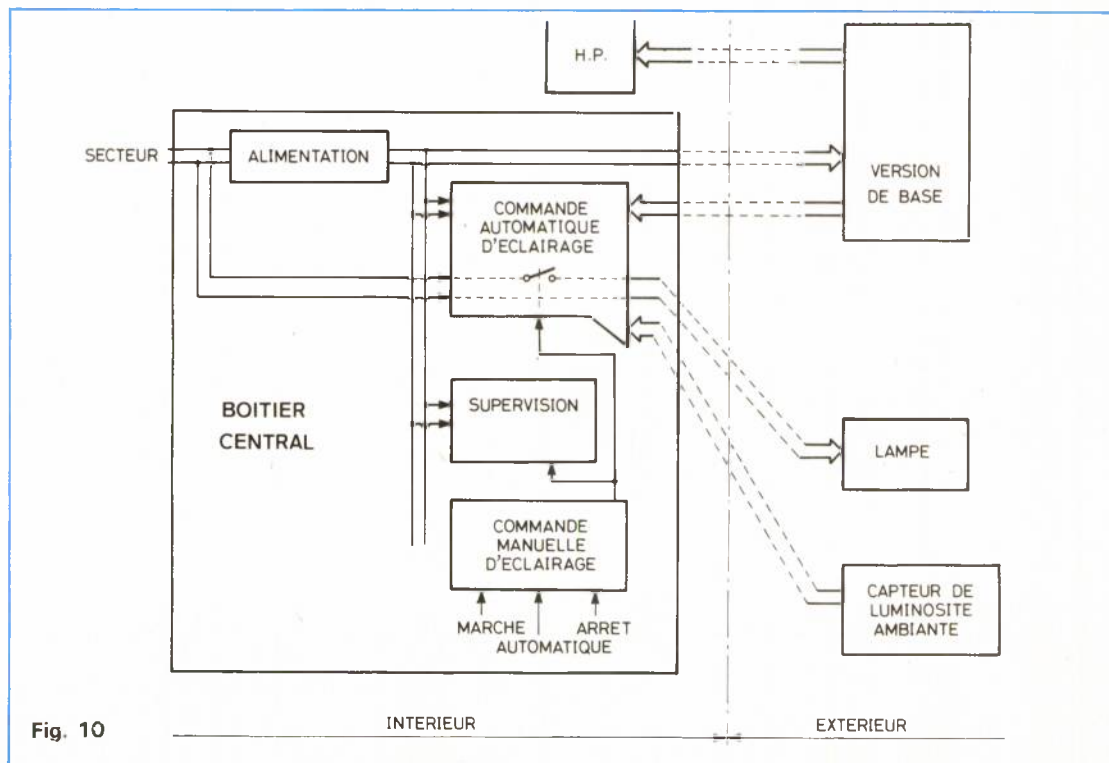 H.P.
SECTEUR
ALIMENTATION
VERSION
DE BASE
COMMANDE
AUTOMATIQUE
D'ECLAIRAGE
BOITIER
CENTRAL
SUPERVISION
LAMPE
COMMANDE
MANUELLE
D'ECLAIRAGE
CAPTEUR DE
LUMINOSITE
AMBIANTE
MARCHE ARRET
AUTOMATIQUE
Fig. 10
INTERIEUR
EXTERIEUR